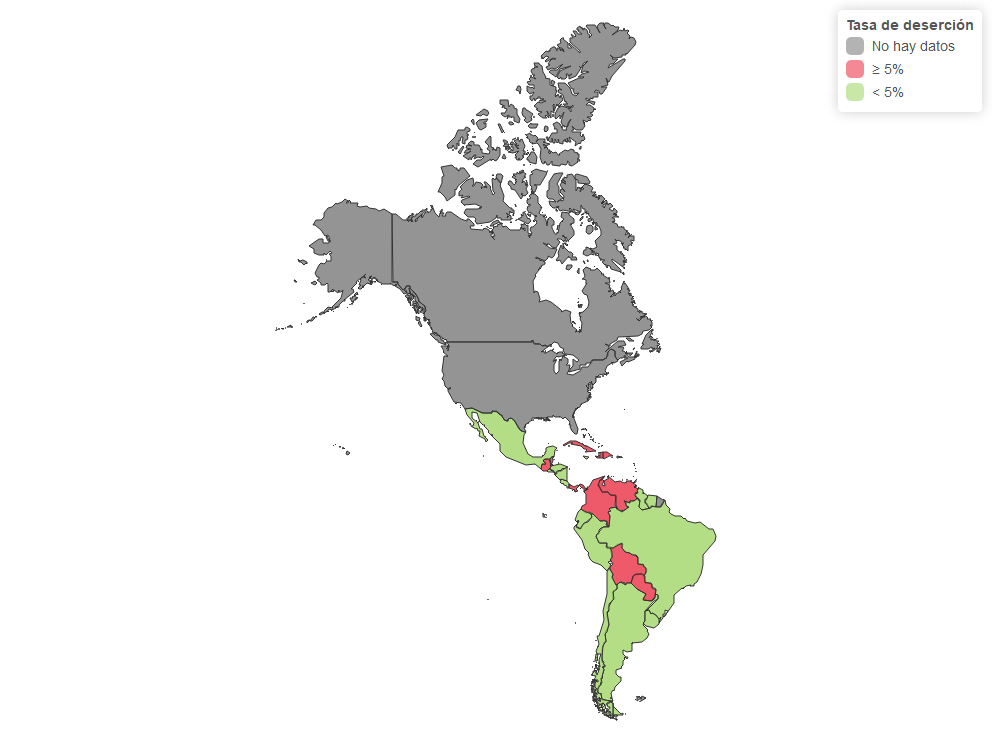 Tasa de deserción
No hay datos
≥ 5%
< 5%